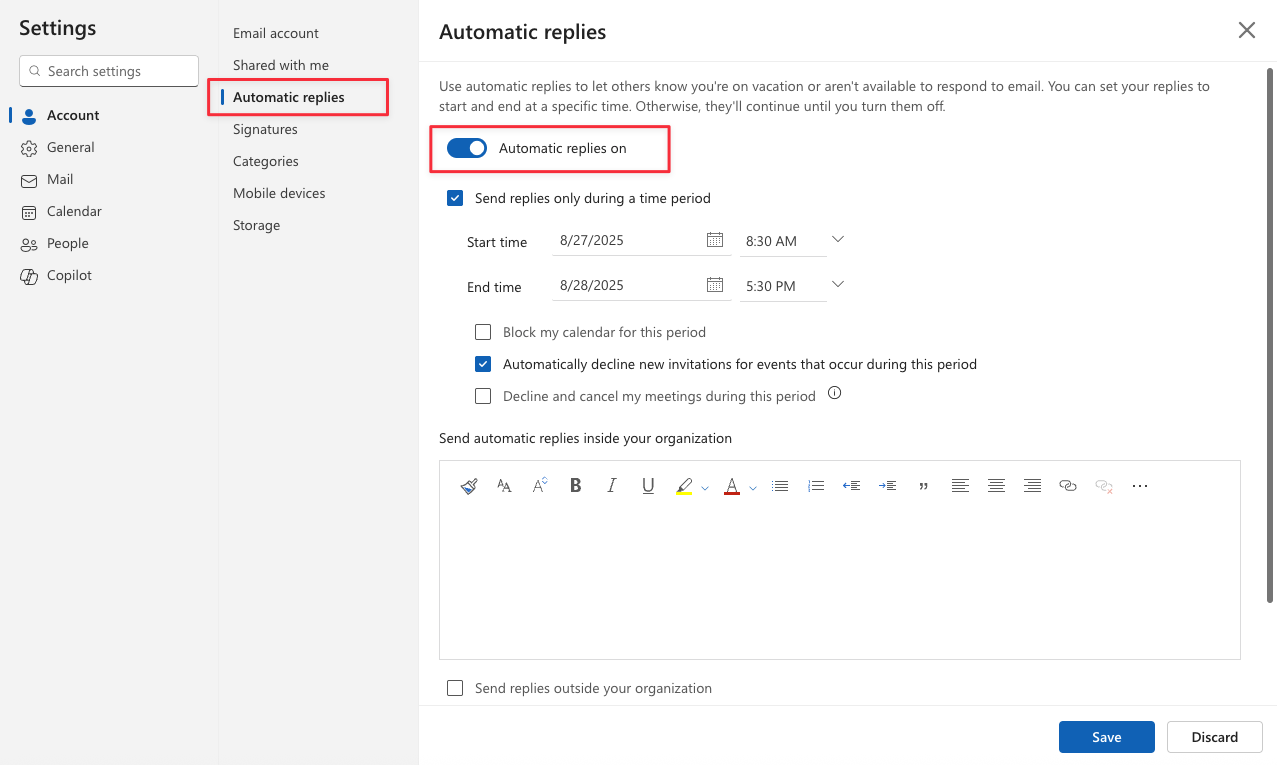 Settings
Search settings
Account
General
Mail
Calendar
People
Copilot
Email account
Shared with me
Automatic replies
Signatures
Categories
Mobile devices
Storage
Automatic replies
Use automatic replies to let others know you're on vacation or aren't available to respond to email. You can set your replies to
start and end at a specific time. Otherwise, they'll continue until you turn them off.
Automatic replies on
Send replies only during a time period
Start time 8/27/2025 8:30 AM
End time 8/28/2025 5:30 PM
Block my calendar for this period
Automatically decline new invitations for events that occur during this period
Decline and cancel my meetings during this period
Send automatic replies inside your organization
Send replies outside your organization
Save Discard